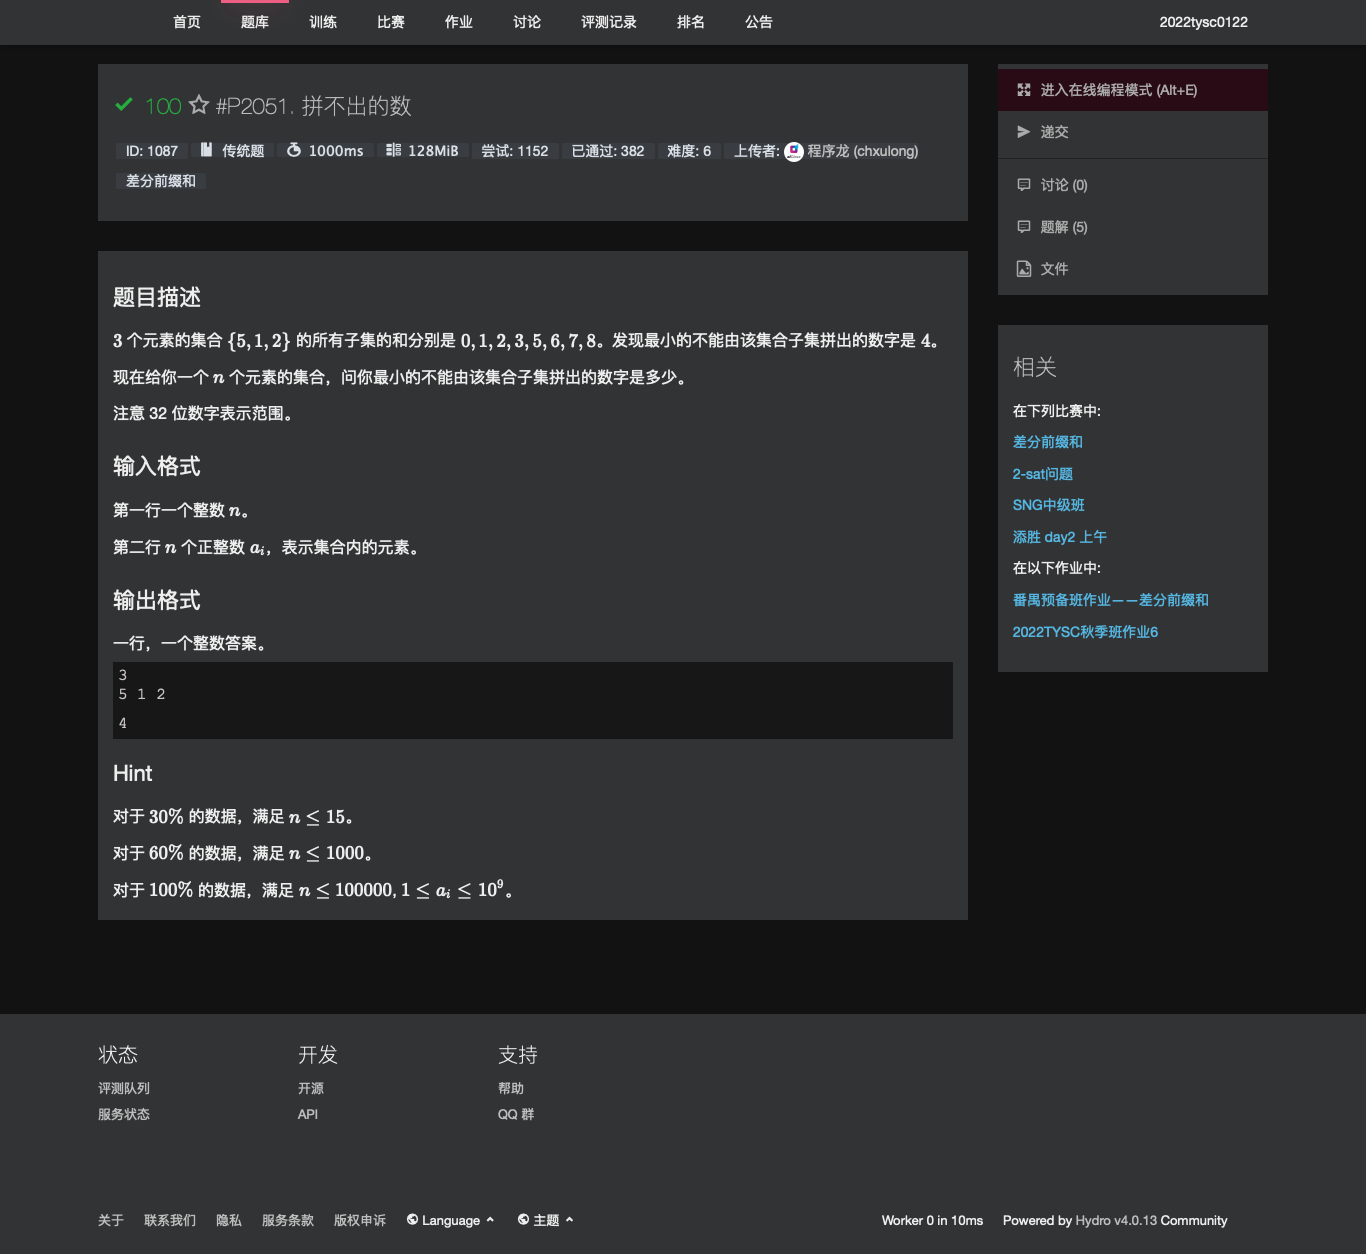 首页 题库 训练 比赛 作业 讨论 评测记录 排名 公告 2022tysc0122
100 #P2051. 拼不出的数
ID: 1087 传统题 1000ms 128MiB 尝试: 1152 已通过: 382 难度: 6 上传者: 程序龙 (chxulong)
差分前缀和
题目描述
3 个元素的集合 {5, 1, 2} 的所有子集的和分别是 0, 1, 2, 3, 5, 6, 7, 8。发现最小的不能由该集合子集拼出的数字是 4。
现在给你一个 n 个元素的集合，问你最小的不能由该集合子集拼出的数字是多少。
注意 32 位数字表示范围。
输入格式
第一行一个整数 n。
第二行 n 个正整数 a_i，表示集合内的元素。
输出格式
一行，一个整数答案。
3
5 1 2
4
Hint
对于 30% 的数据，满足 n ≤ 15。
对于 60% 的数据，满足 n ≤ 1000。
对于 100% 的数据，满足 n ≤ 100000, 1 ≤ a_i ≤ 10^9。
进入在线编程模式 (Alt+E)
递交
讨论 (0)
题解 (5)
文件
相关
在下列比赛中:
差分前缀和
2-sat问题
SNG中级班
添胜 day2 上午
在以下作业中:
番禺预备班作业——差分前缀和
2022TYSC秋季班作业6
状态
评测队列
服务状态
开发
开源
API
支持
帮助
QQ 群
关于 联系我们 隐私 服务条款 版权申诉 Language 主题 Worker 0 in 10ms Powered by Hydro v4.0.13 Community